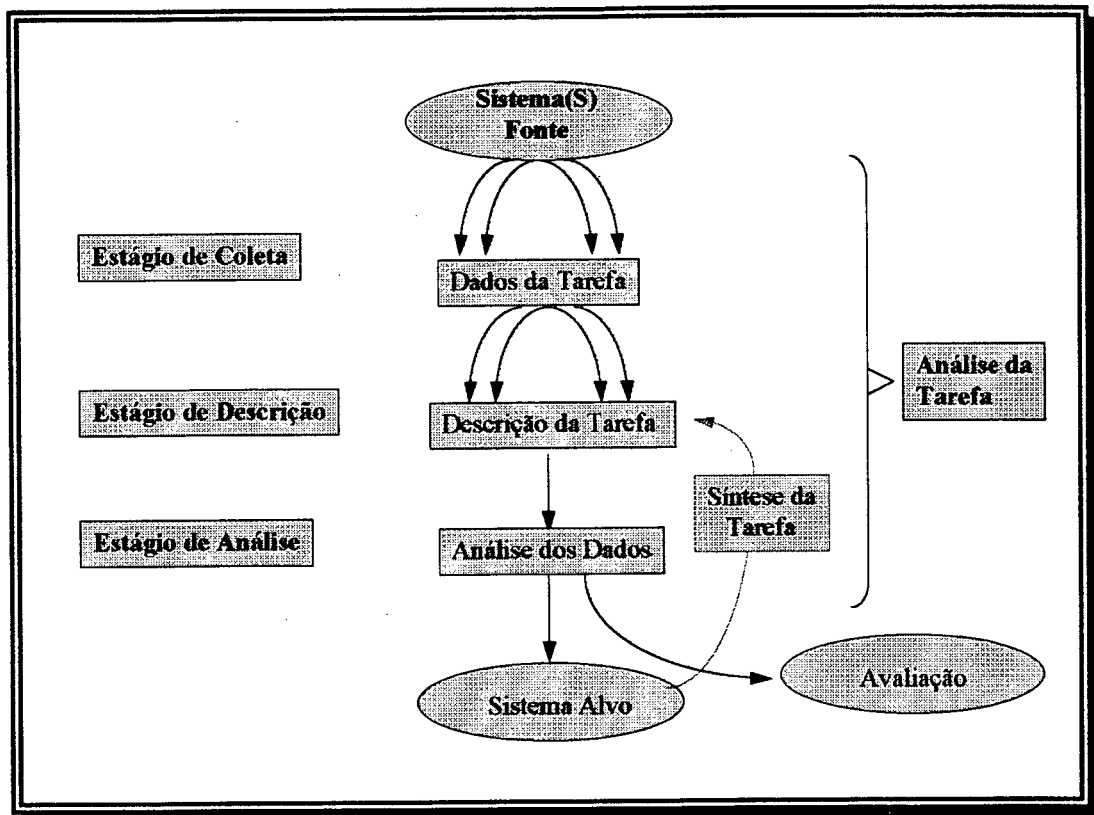 Sistema(S)
Fonte
Estágio de Coleta
Dados da Tarefa
Análise da
Tarefa
Estágio de Descrição
Descrição da Tarefa
Síntese da
Tarefa
Estágio de Análise
Análise dos Dados
Avaliação
Sistema Alvo